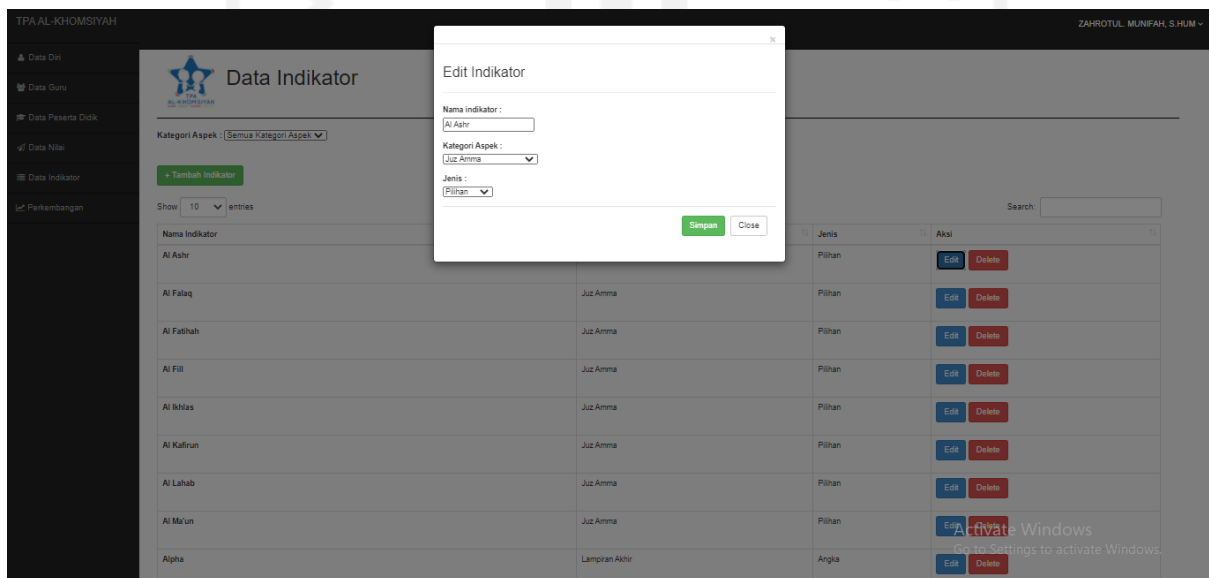 TPA AL-KHOMSIYAH
ZAHROTUL. MUNIFAH, S.HUM
Data Diri
Data Guru
Data Peserta Didik
Data Nilai
Data Indikator
Perkembangan
TPA
AL-KHOMSIYAH
Data Indikator
Kategori Aspek : Semua Kategori Aspek
+ Tambah Indikator
Show 10 entries
Search:
x
Edit Indikator
Nama indikator :
Al Ashr
Kategori Aspek :
Juz Amma
Jenis :
Pilihan
Simpan Close
Nama Indikator Jenis Aksi
Al Ashr Pilihan Edit Delete
Al Falaq Juz Amma Pilihan Edit Delete
Al Fatihah Juz Amma Pilihan Edit Delete
Al Fill Juz Amma Pilihan Edit Delete
Al Ikhlas Juz Amma Pilihan Edit Delete
Al Kafirun Juz Amma Pilihan Edit Delete
Al Lahab Juz Amma Pilihan Edit Delete
Al Ma'un Juz Amma Pilihan Edit Delete
Alpha Lampiran Akhir Angka Edit Delete
Activate Windows
Go to Settings to activate Windows.